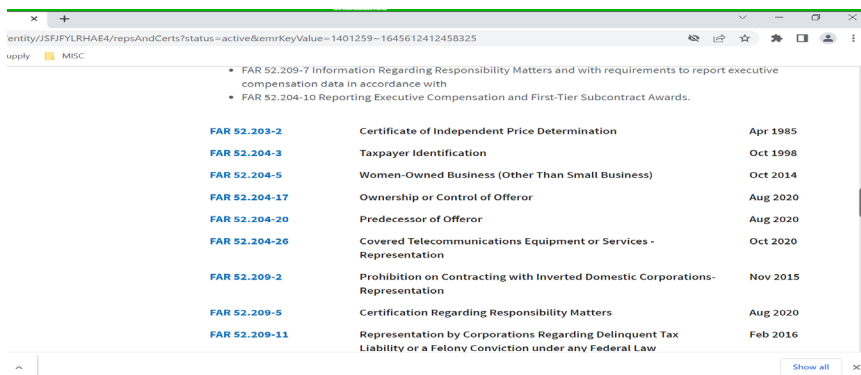 entity/JSFJFYLRHAE4/repsAndCerts?status=active&emrKeyValue=1401259~1645612412458325
upply MISC
• FAR 52.209-7 Information Regarding Responsibility Matters and with requirements to report executive
compensation data in accordance with
• FAR 52.204-10 Reporting Executive Compensation and First-Tier Subcontract Awards.
FAR 52.203-2 Certificate of Independent Price Determination Apr 1985
FAR 52.204-3 Taxpayer Identification Oct 1998
FAR 52.204-5 Women-Owned Business (Other Than Small Business) Oct 2014
FAR 52.204-17 Ownership or Control of Offeror Aug 2020
FAR 52.204-20 Predecessor of Offeror Aug 2020
FAR 52.204-26 Covered Telecommunications Equipment or Services - Oct 2020
Representation
FAR 52.209-2 Prohibition on Contracting with Inverted Domestic Corporations- Nov 2015
Representation
FAR 52.209-5 Certification Regarding Responsibility Matters Aug 2020
FAR 52.209-11 Representation by Corporations Regarding Delinquent Tax Feb 2016
Liability or a Felony Conviction under any Federal Law
Show all